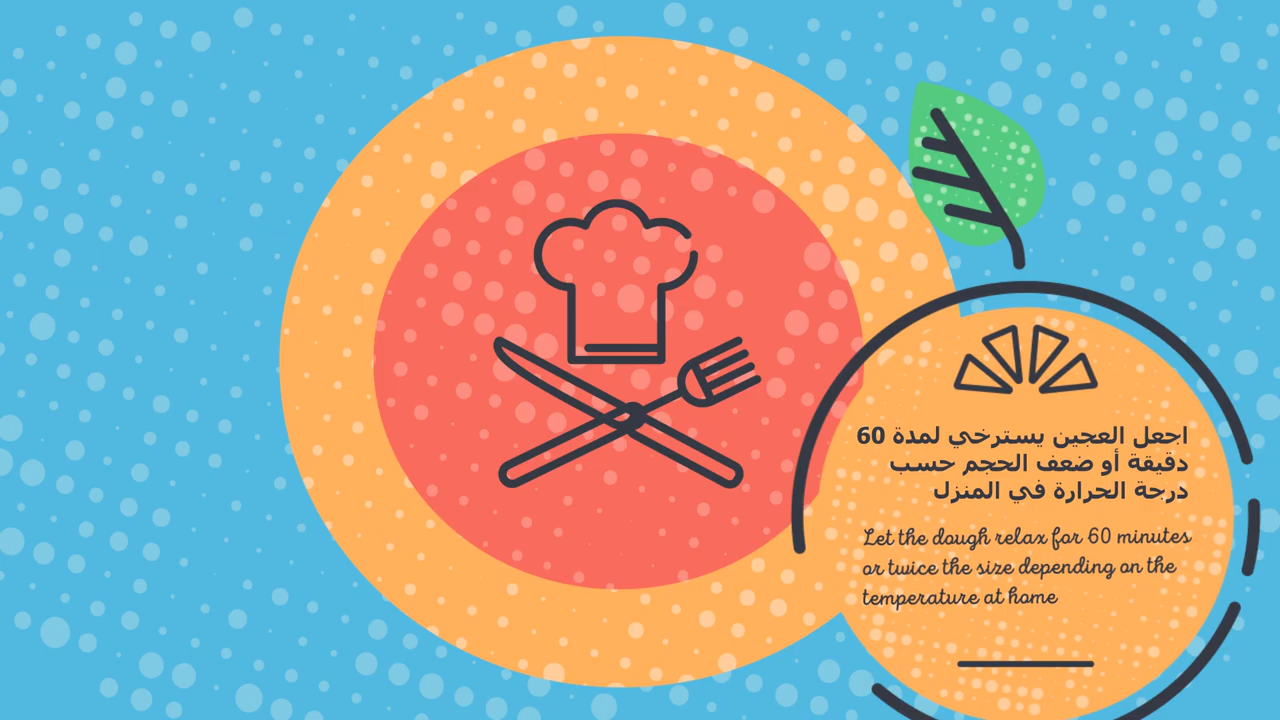 اجعل العجين يسترخي لمدة 60
دقيقة أو ضعف الحجم حسب
درجة الحرارة في المنزل
Let the dough relax for 60 minutes
or twice the size depending on the
temperature at home